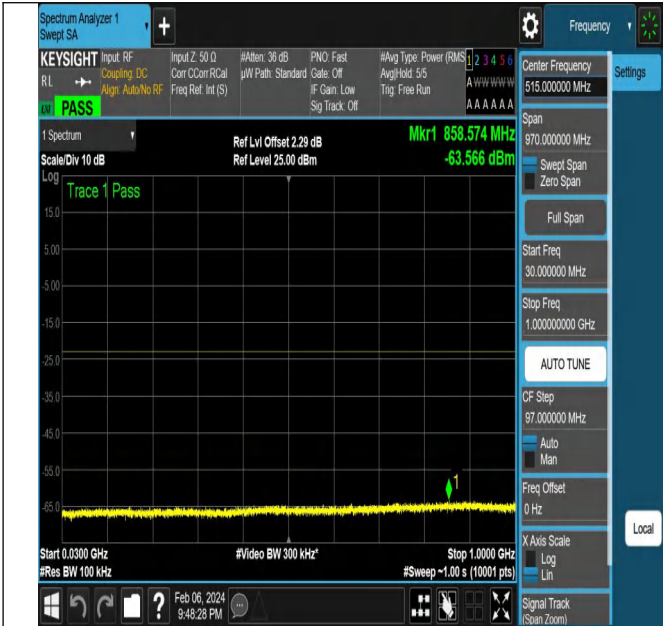 Spectrum Analyzer 1
Swept SA
+
Frequency
KEYSIGHT
RL
PASS
Input: RF
Coupling: DC
Align: Auto/No RF
Input Z: 50 Ω
Corr CCorr RCal
Freq Ref: Int (S)
#Atten: 36 dB
µW Path: Standard
PNO: Fast
Gate: Off
IF Gain: Low
Sig Track: Off
#Avg Type: Power (RMS
Avg|Hold: 5/5
Trig: Free Run
1 2 3 4 5 6
A W W W W W
A A A A A A
1 Spectrum
Scale/Div 10 dB
Log
Ref Lvl Offset 2.29 dB
Ref Level 25.00 dBm
Mkr1 858.574 MHz
-63.566 dBm
Trace 1 Pass
15.0
5.00
-5.00
-15.0
-25.0
-35.0
-45.0
-55.0
-65.0
1
Start 0.0300 GHz
#Res BW 100 kHz
#Video BW 300 kHz*
Stop 1.0000 GHz
#Sweep ~1.00 s (10001 pts)
?
Feb 06, 2024
9:48:28 PM
Center Frequency
515.000000 MHz
Settings
Span
970.000000 MHz
Swept Span
Zero Span
Full Span
Start Freq
30.000000 MHz
Stop Freq
1.000000000 GHz
AUTO TUNE
CF Step
97.000000 MHz
Auto
Man
Freq Offset
0 Hz
Local
X Axis Scale
Log
Lin
Signal Track
(Span Zoom)